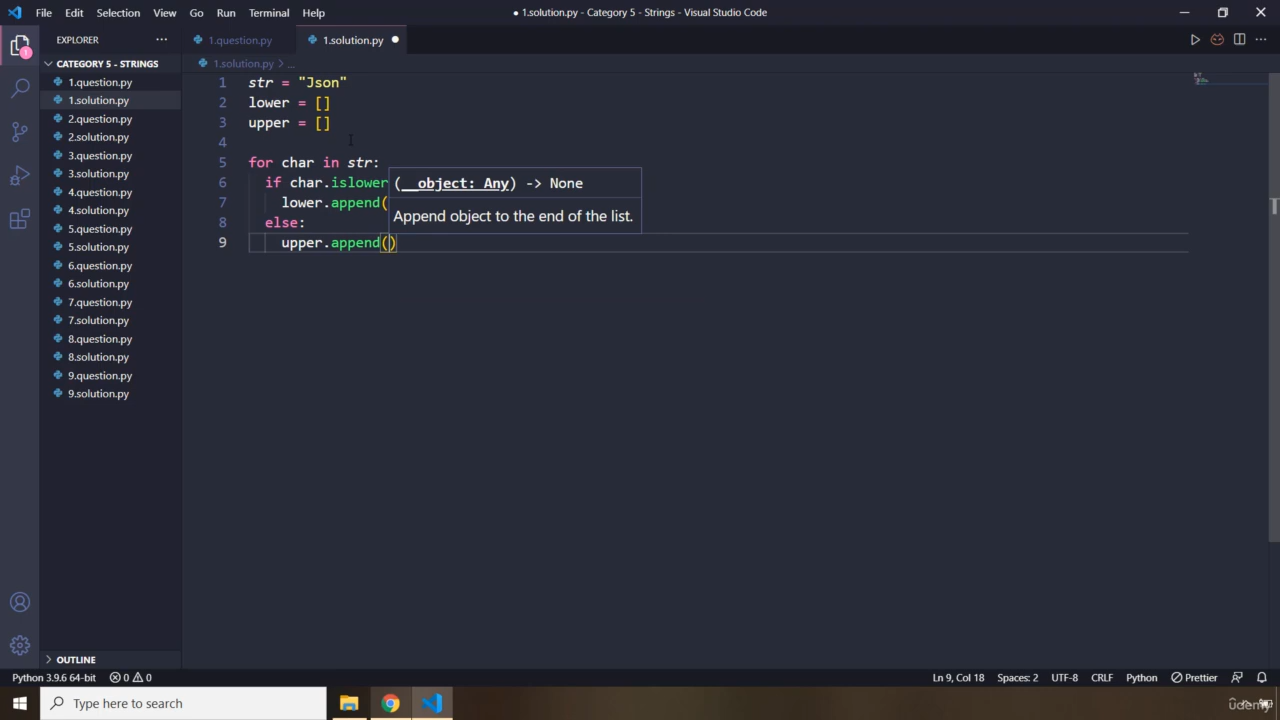 File Edit Selection View Go Run Terminal Help
● 1.solution.py - Category 5 - Strings - Visual Studio Code
EXPLORER
1.question.py
1.solution.py
CATEGORY 5 - STRINGS
1.solution.py > ...
1.question.py
1.solution.py
2.question.py
2.solution.py
3.question.py
3.solution.py
4.question.py
4.solution.py
5.question.py
5.solution.py
6.question.py
6.solution.py
7.question.py
7.solution.py
8.question.py
8.solution.py
9.question.py
9.solution.py
1 str = "Json"
2 lower = []
3 upper = []
4
5 for char in str:
6 if char.islower
7 lower.append(
8 else:
9 upper.append()
(__object: Any) -> None
Append object to the end of the list.
OUTLINE
Python 3.9.6 64-bit 0 0
Ln 9, Col 18 Spaces: 2 UTF-8 CRLF Python Prettier
Type here to search
udemy